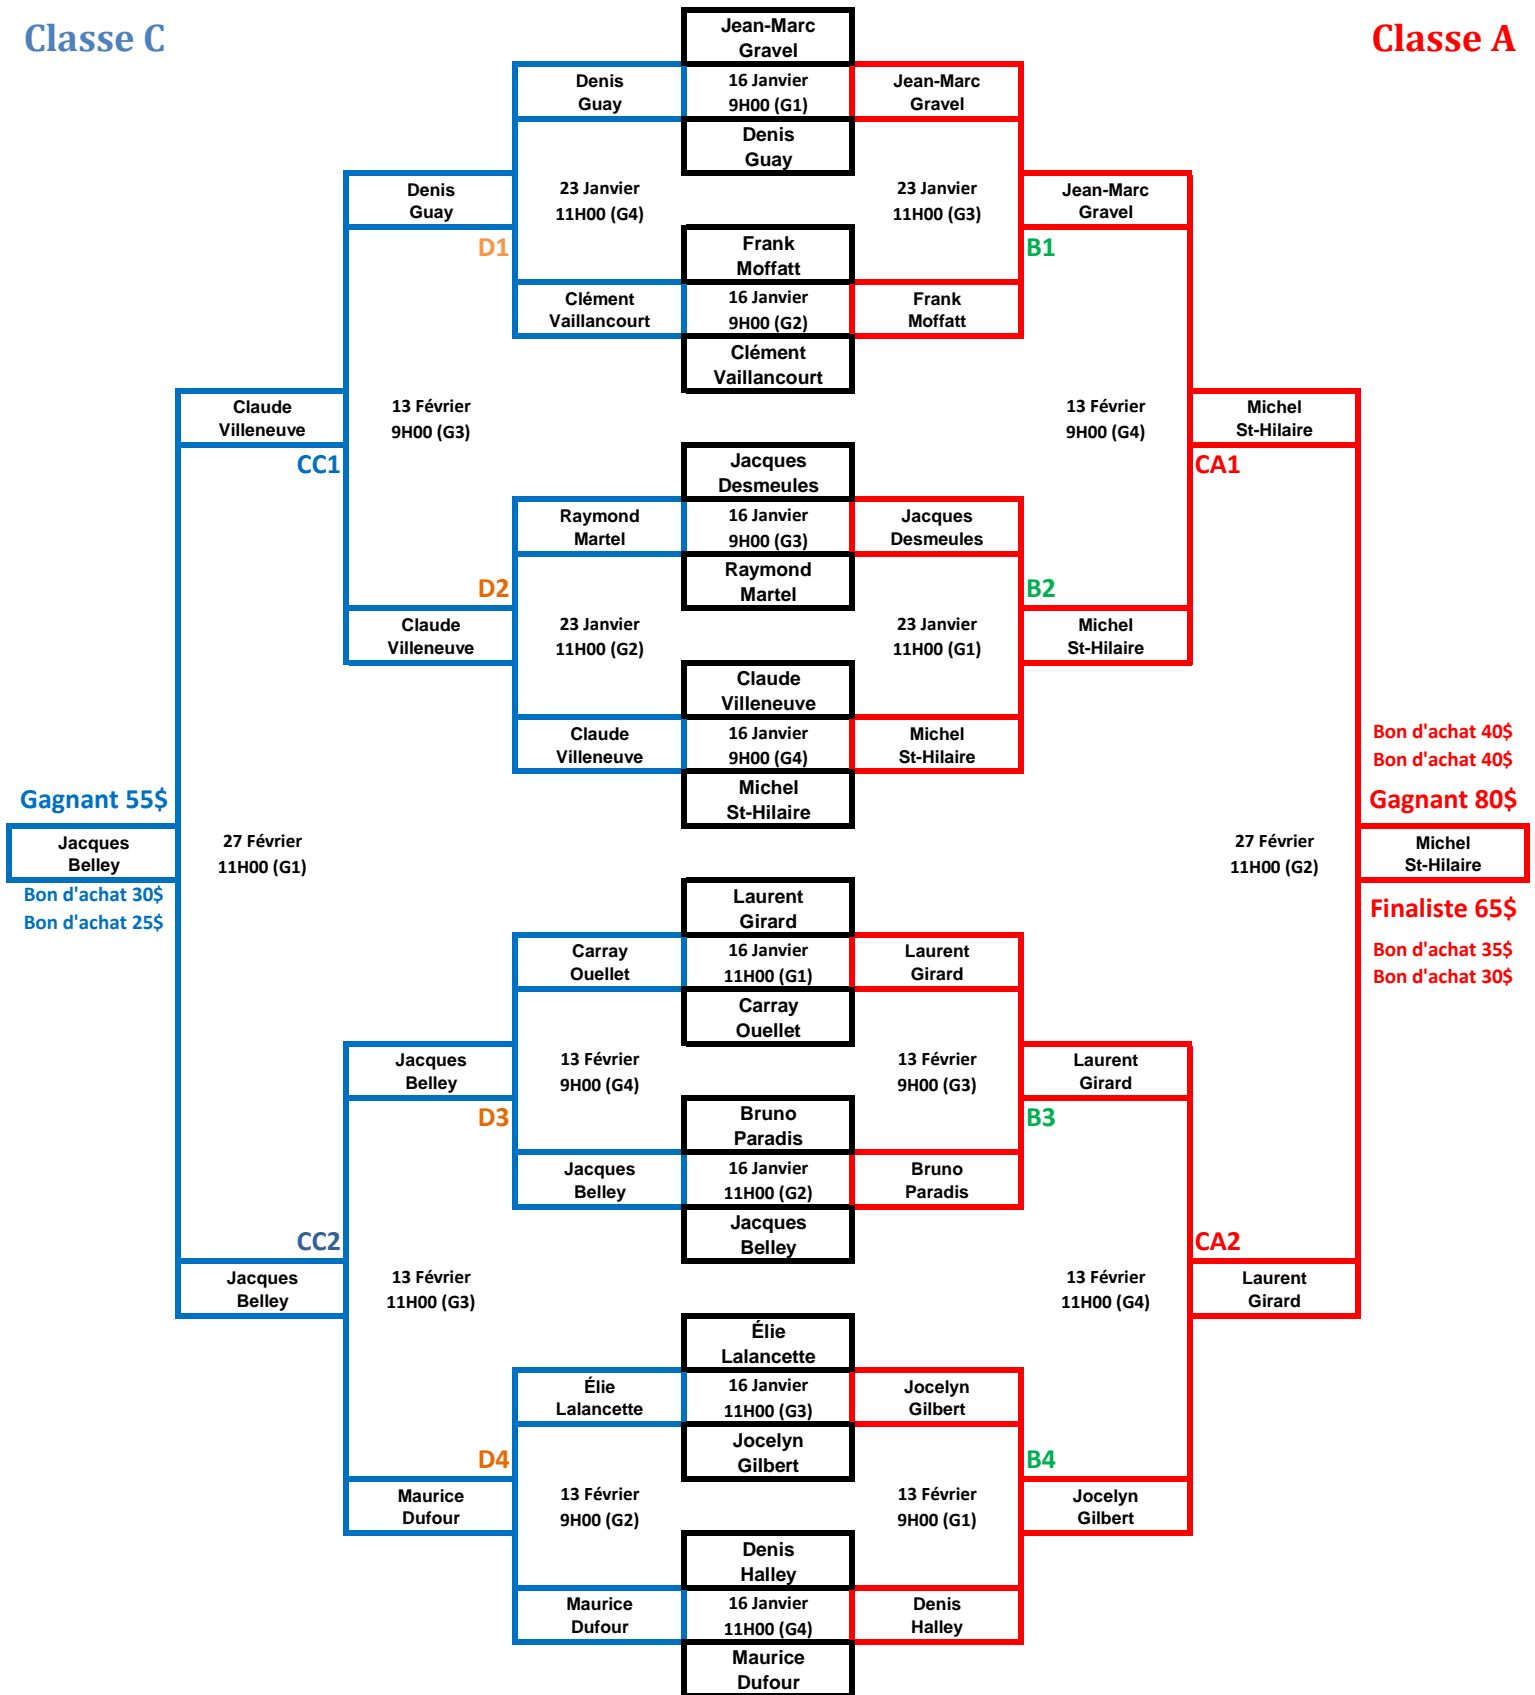 Classe C
Jean-Marc
Gravel
Classe A
Denis
Guay
16 Janvier
9H00 (G1)
Jean-Marc
Gravel
Denis
Guay
Denis
Guay
23 Janvier
11H00 (G4)
23 Janvier
11H00 (G3)
Jean-Marc
Gravel
D1
Frank
Moffatt
B1
Clément
Vaillancourt
16 Janvier
9H00 (G2)
Frank
Moffatt
Clément
Vaillancourt
Claude
Villeneuve
13 Février
9H00 (G3)
13 Février
9H00 (G4)
Michel
St-Hilaire
CC1
Jacques
Desmeules
CA1
Raymond
Martel
16 Janvier
9H00 (G3)
Jacques
Desmeules
D2
Raymond
Martel
B2
Claude
Villeneuve
23 Janvier
11H00 (G2)
23 Janvier
11H00 (G1)
Michel
St-Hilaire
Claude
Villeneuve
Claude
Villeneuve
16 Janvier
9H00 (G4)
Michel
St-Hilaire
Bon d'achat 40$
Bon d'achat 40$
Gagnant 55$
Michel
St-Hilaire
Gagnant 80$
Jacques
Belley
27 Février
11H00 (G1)
27 Février
11H00 (G2)
Michel
St-Hilaire
Bon d'achat 30$
Bon d'achat 25$
Laurent
Girard
Finaliste 65$
Bon d'achat 35$
Bon d'achat 30$
Carray
Ouellet
16 Janvier
11H00 (G1)
Laurent
Girard
Carray
Ouellet
Jacques
Belley
13 Février
9H00 (G4)
13 Février
9H00 (G3)
Laurent
Girard
D3
Bruno
Paradis
B3
Jacques
Belley
16 Janvier
11H00 (G2)
Bruno
Paradis
Jacques
Belley
CC2
CA2
Jacques
Belley
13 Février
11H00 (G3)
13 Février
11H00 (G4)
Laurent
Girard
Élie
Lalancette
Élie
Lalancette
16 Janvier
11H00 (G3)
Jocelyn
Gilbert
D4
Jocelyn
Gilbert
B4
Maurice
Dufour
13 Février
9H00 (G2)
13 Février
9H00 (G1)
Jocelyn
Gilbert
Denis
Halley
Maurice
Dufour
16 Janvier
11H00 (G4)
Denis
Halley
Maurice
Dufour